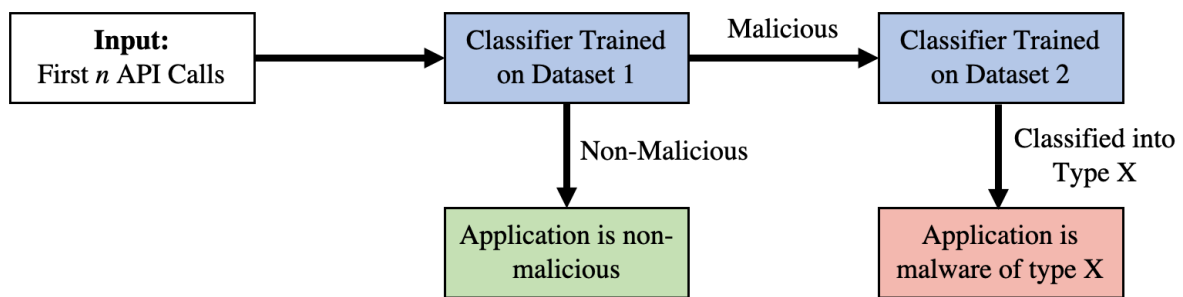 Input:
First n API Calls
Classifier Trained
on Dataset 1
Malicious
Classifier Trained
on Dataset 2
Non-Malicious
Classified into
Type X
Application is non-
malicious
Application is
malware of type X